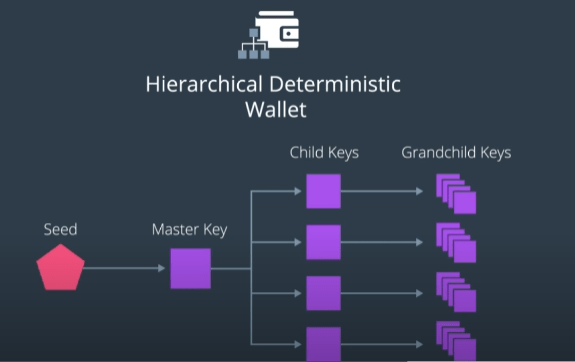 Hierarchical Deterministic
Wallet
Child Keys
Grandchild Keys
Seed
Master Key